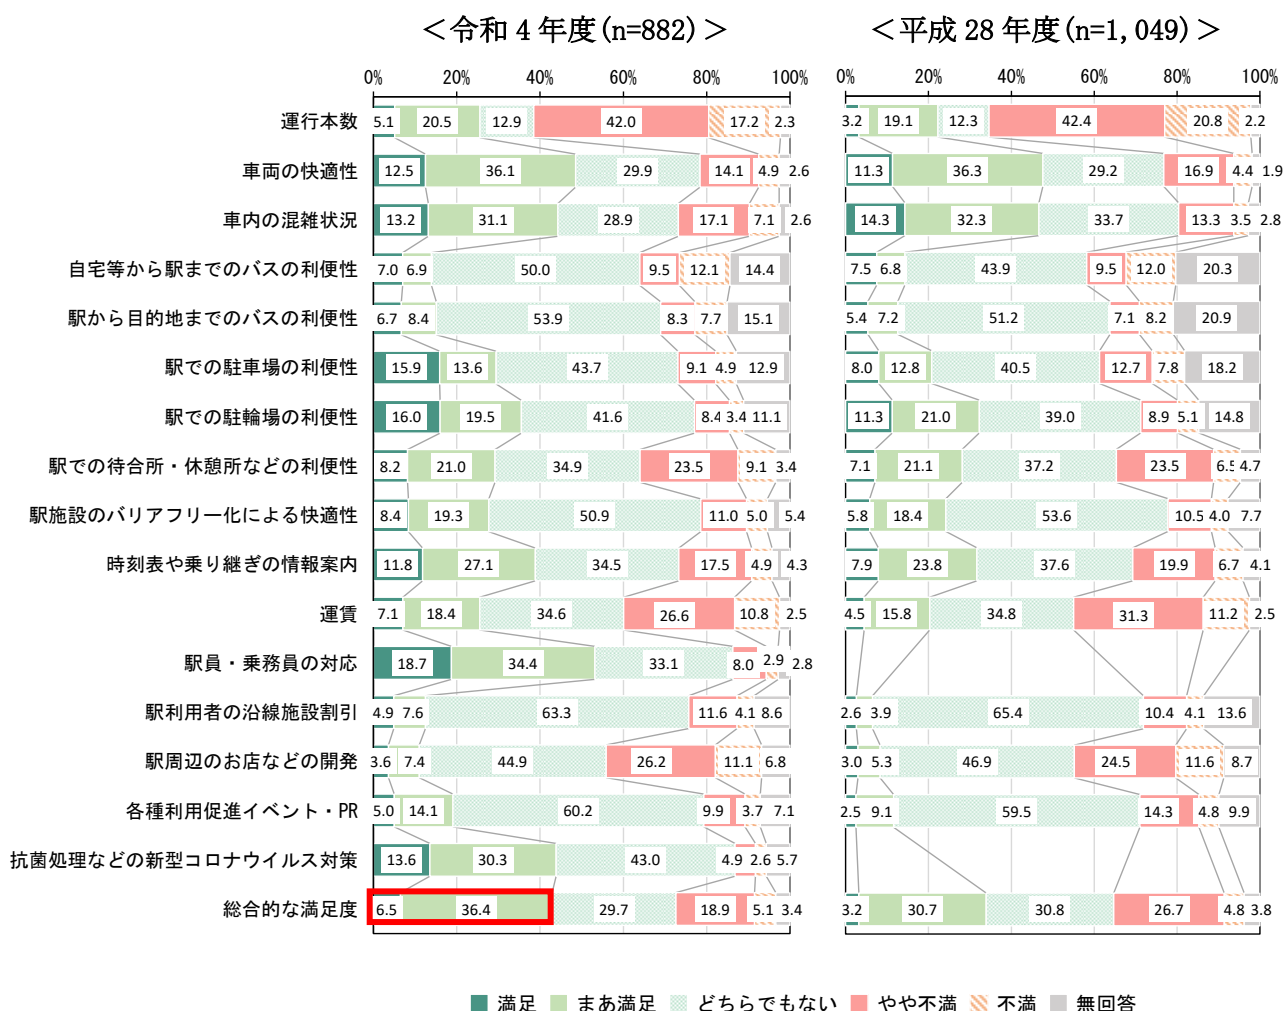 ＜令和 4 年度(n=882)＞ ＜平成 28 年度(n=1,049)＞
0% 20% 40% 60% 80% 100% 0% 20% 40% 60% 80% 100%
運行本数 5.1 20.5 12.9 42.0 17.2 2.3 3.2 19.1 12.3 42.4 20.8 2.2
車両の快適性 12.5 36.1 29.9 14.1 4.9 2.6 11.3 36.3 29.2 16.9 4.4 1.9
車内の混雑状況 13.2 31.1 28.9 17.1 7.1 2.6 14.3 32.3 33.7 13.3 3.5 2.8
自宅等から駅までのバスの利便性 7.0 6.9 50.0 9.5 12.1 14.4 7.5 6.8 43.9 9.5 12.0 20.3
駅から目的地までのバスの利便性 6.7 8.4 53.9 8.3 7.7 15.1 5.4 7.2 51.2 7.1 8.2 20.9
駅での駐車場の利便性 15.9 13.6 43.7 9.1 4.9 12.9 8.0 12.8 40.5 12.7 7.8 18.2
駅での駐輪場の利便性 16.0 19.5 41.6 8.4 3.4 11.1 11.3 21.0 39.0 8.9 5.1 14.8
駅での待合所・休憩所などの利便性 8.2 21.0 34.9 23.5 9.1 3.4 7.1 21.1 37.2 23.5 6.5 4.7
駅施設のバリアフリー化による快適性 8.4 19.3 50.9 11.0 5.0 5.4 5.8 18.4 53.6 10.5 4.0 7.7
時刻表や乗り継ぎの情報案内 11.8 27.1 34.5 17.5 4.9 4.3 7.9 23.8 37.6 19.9 6.7 4.1
運賃 7.1 18.4 34.6 26.6 10.8 2.5 4.5 15.8 34.8 31.3 11.2 2.5
駅員・乗務員の対応 18.7 34.4 33.1 8.0 2.9 2.8
駅利用者の沿線施設割引 4.9 7.6 63.3 11.6 4.1 8.6 2.6 3.9 65.4 10.4 4.1 13.6
駅周辺のお店などの開発 3.6 7.4 44.9 26.2 11.1 6.8 3.0 5.3 46.9 24.5 11.6 8.7
各種利用促進イベント・PR 5.0 14.1 60.2 9.9 3.7 7.1 2.5 9.1 59.5 14.3 4.8 9.9
抗菌処理などの新型コロナウイルス対策 13.6 30.3 43.0 4.9 2.6 5.7
総合的な満足度 6.5 36.4 29.7 18.9 5.1 3.4 3.2 30.7 30.8 26.7 4.8 3.8
満足 まあ満足 どちらでもない やや不満 不満 無回答